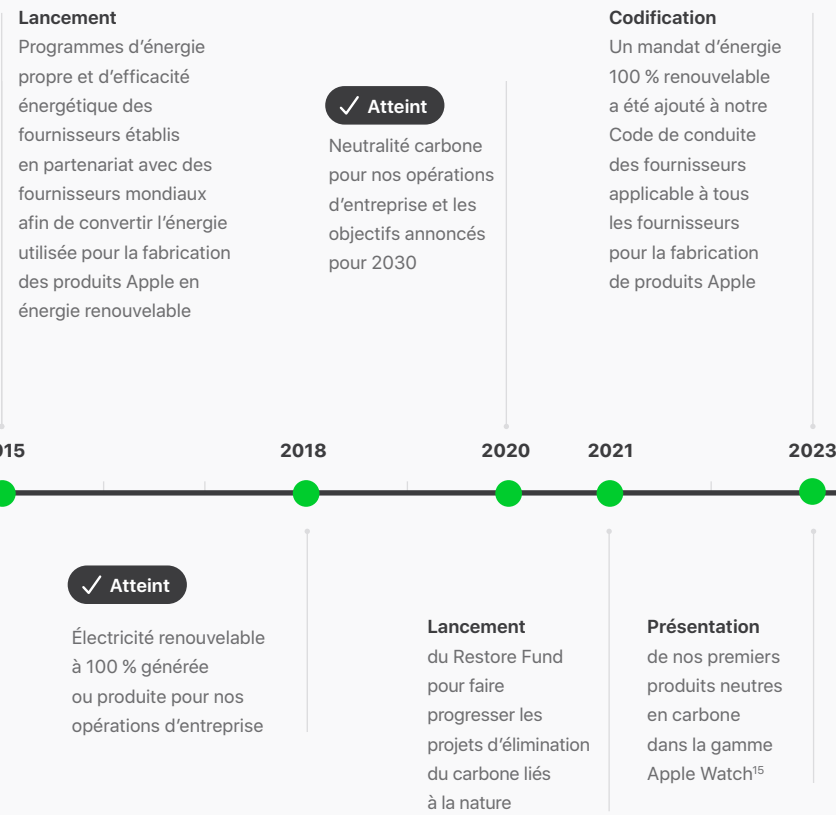 Lancement
Programmes d’énergie
propre et d’efficacité
énergétique des
fournisseurs établis
en partenariat avec des
fournisseurs mondiaux
afin de convertir l’énergie
utilisée pour la fabrication
des produits Apple en
énergie renouvelable
Atteint
Neutralité carbone
pour nos opérations
d’entreprise et les
objectifs annoncés
pour 2030
Codification
Un mandat d’énergie
100 % renouvelable
a été ajouté à notre
Code de conduite
des fournisseurs
applicable à tous
les fournisseurs
pour la fabrication
de produits Apple
015 2018 2020 2021 2023
Atteint
Électricité renouvelable
à 100 % générée
ou produite pour nos
opérations d’entreprise
Lancement
du Restore Fund
pour faire
progresser les
projets d’élimination
du carbone liés
à la nature
Présentation
de nos premiers
produits neutres
en carbone
dans la gamme
Apple Watch¹⁵